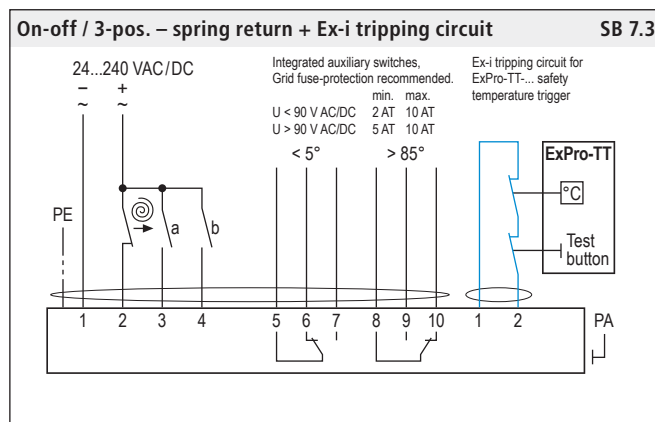 On-off / 3-pos. – spring return + Ex-i tripping circuit SB 7.3
24...240 VAC/DC
– +
~ ~
Integrated auxiliary switches,
Grid fuse-protection recommended.
min. max.
U < 90 V AC/DC 2 AT 10 AT
U > 90 V AC/DC 5 AT 10 AT
< 5° > 85°
Ex-i tripping circuit for
ExPro-TT-... safety
temperature trigger
ExPro-TT
°C
Test
button
PE
a
b
1 2 3 4 5 6 7 8 9 10 1 2
PA